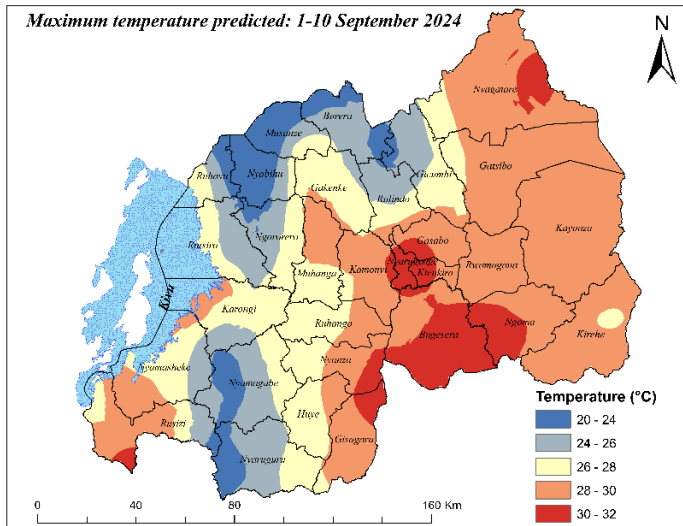 Maximum temperature predicted: 1-10 September 2024
N
Nyagatare
Burera
Musanze
Rubavu
Nyabihu
Gakenke
Gicumbi
Gatsibo
Rulindo
Kayonza
Rutsiro
Ngororero
Gasabo
Nyarugenge
Kicukiro
Rwamagana
Muhanga
Kamonyi
Kivu
Karongi
Ruhango
Bugesera
Ngoma
Kirehe
Nyanza
Nyamasheke
Nyamagabe
Huye
Rusizi
Gisagara
Nyaruguru
Temperature (°C)
20 - 24
24 - 26
26 - 28
28 - 30
30 - 32
0 40 80 160 Km